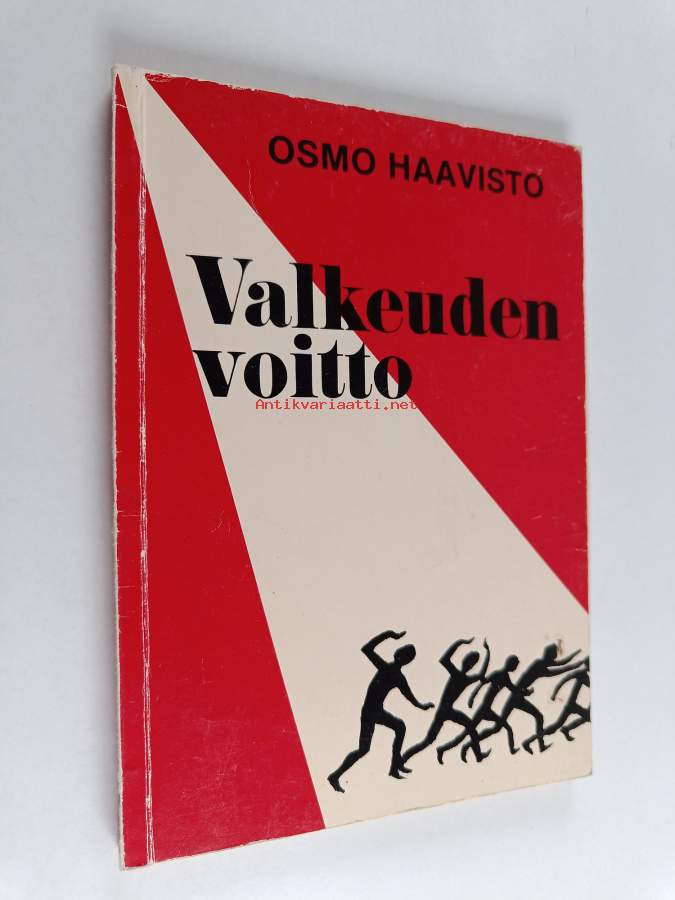 OSMO HAAVISTO
Valkeuden
voitto
Antikvariaatti.net